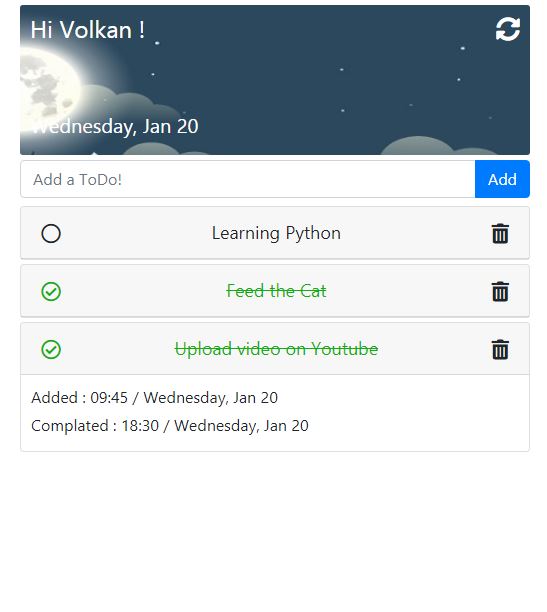 Hi Volkan !
Wednesday, Jan 20
Add a ToDo!
Add
Learning Python
Feed the Cat
Upload video on Youtube
Added : 09:45 / Wednesday, Jan 20
Complated : 18:30 / Wednesday, Jan 20